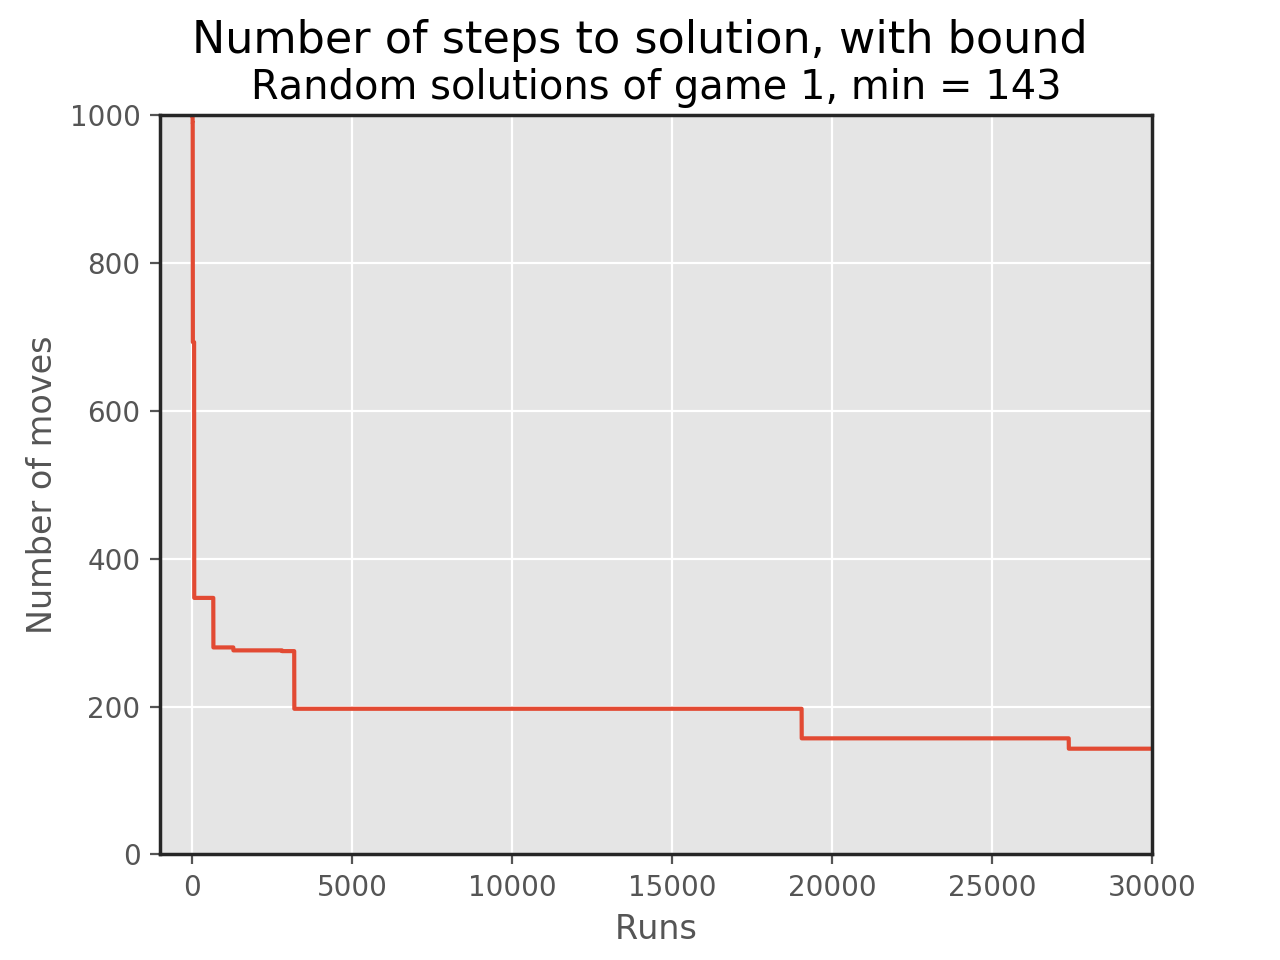 Number of steps to solution, with bound
Random solutions of game 1, min = 143
1000
800
600
400
200
0
Number of moves
0 5000 10000 15000 20000 25000 30000
Runs